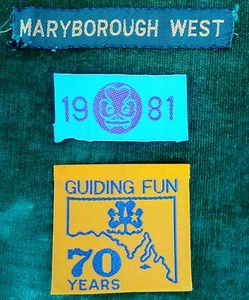 MARYBOROUGH WEST
19 81
GUIDING FUN
70
YEARS